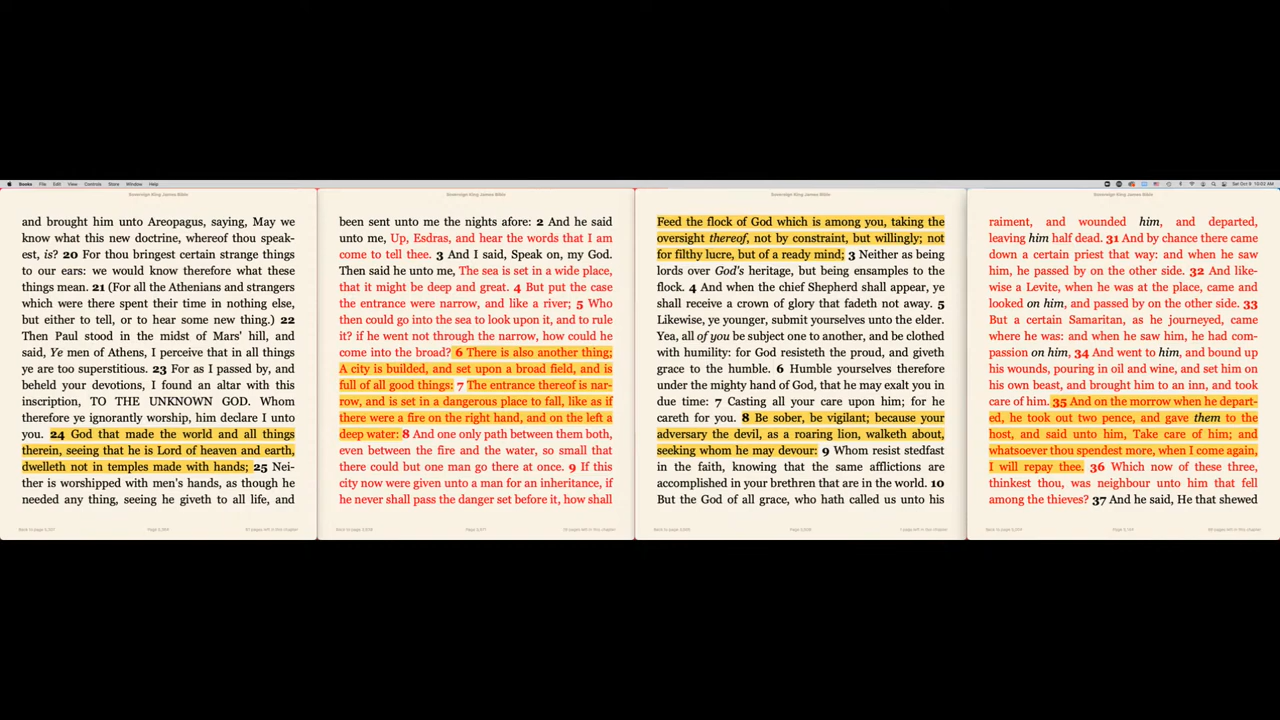 Books File Edit View Controls Store Window Help
Sat Oct 9 10:02 AM
Sovereign King James Bible
and brought him unto Areopagus, saying, May we
know what this new doctrine, whereof thou speak-
est, is? 20 For thou bringest certain strange things
to our ears: we would know therefore what these
things mean. 21 (For all the Athenians and strangers
which were there spent their time in nothing else,
but either to tell, or to hear some new thing.) 22
Then Paul stood in the midst of Mars' hill, and
said, Ye men of Athens, I perceive that in all things
ye are too superstitious. 23 For as I passed by, and
beheld your devotions, I found an altar with this
inscription, TO THE UNKNOWN GOD. Whom
therefore ye ignorantly worship, him declare I unto
you. 24 God that made the world and all things
therein, seeing that he is Lord of heaven and earth,
dwelleth not in temples made with hands; 25 Nei-
ther is worshipped with men's hands, as though he
needed any thing, seeing he giveth to all life, and
Sovereign King James Bible
been sent unto me the nights afore: 2 And he said
unto me, Up, Esdras, and hear the words that I am
come to tell thee. 3 And I said, Speak on, my God.
Then said he unto me, The sea is set in a wide place,
that it might be deep and great. 4 But put the case
the entrance were narrow, and like a river; 5 Who
then could go into the sea to look upon it, and to rule
it? if he went not through the narrow, how could he
come into the broad? 6 There is also another thing;
A city is builded, and set upon a broad field, and is
full of all good things: 7 The entrance thereof is nar-
row, and is set in a dangerous place to fall, like as if
there were a fire on the right hand, and on the left a
deep water: 8 And one only path between them both,
even between the fire and the water, so small that
there could but one man go there at once. 9 If this
city now were given unto a man for an inheritance, if
he never shall pass the danger set before it, how shall
Sovereign King James Bible
Feed the flock of God which is among you, taking the
oversight thereof, not by constraint, but willingly; not
for filthy lucre, but of a ready mind; 3 Neither as being
lords over God's heritage, but being ensamples to the
flock. 4 And when the chief Shepherd shall appear, ye
shall receive a crown of glory that fadeth not away. 5
Likewise, ye younger, submit yourselves unto the elder.
Yea, all of you be subject one to another, and be clothed
with humility: for God resisteth the proud, and giveth
grace to the humble. 6 Humble yourselves therefore
under the mighty hand of God, that he may exalt you in
due time: 7 Casting all your care upon him; for he
careth for you. 8 Be sober, be vigilant; because your
adversary the devil, as a roaring lion, walketh about,
seeking whom he may devour: 9 Whom resist stedfast
in the faith, knowing that the same afflictions are
accomplished in your brethren that are in the world. 10
But the God of all grace, who hath called us unto his
Sovereign King James Bible
raiment, and wounded him, and departed,
leaving him half dead. 31 And by chance there came
down a certain priest that way: and when he saw
him, he passed by on the other side. 32 And like-
wise a Levite, when he was at the place, came and
looked on him, and passed by on the other side. 33
But a certain Samaritan, as he journeyed, came
where he was: and when he saw him, he had com-
passion on him, 34 And went to him, and bound up
his wounds, pouring in oil and wine, and set him on
his own beast, and brought him to an inn, and took
care of him. 35 And on the morrow when he depart-
ed, he took out two pence, and gave them to the
host, and said unto him, Take care of him; and
whatsoever thou spendest more, when I come again,
I will repay thee. 36 Which now of these three,
thinkest thou, was neighbour unto him that fell
among the thieves? 37 And he said, He that shewed